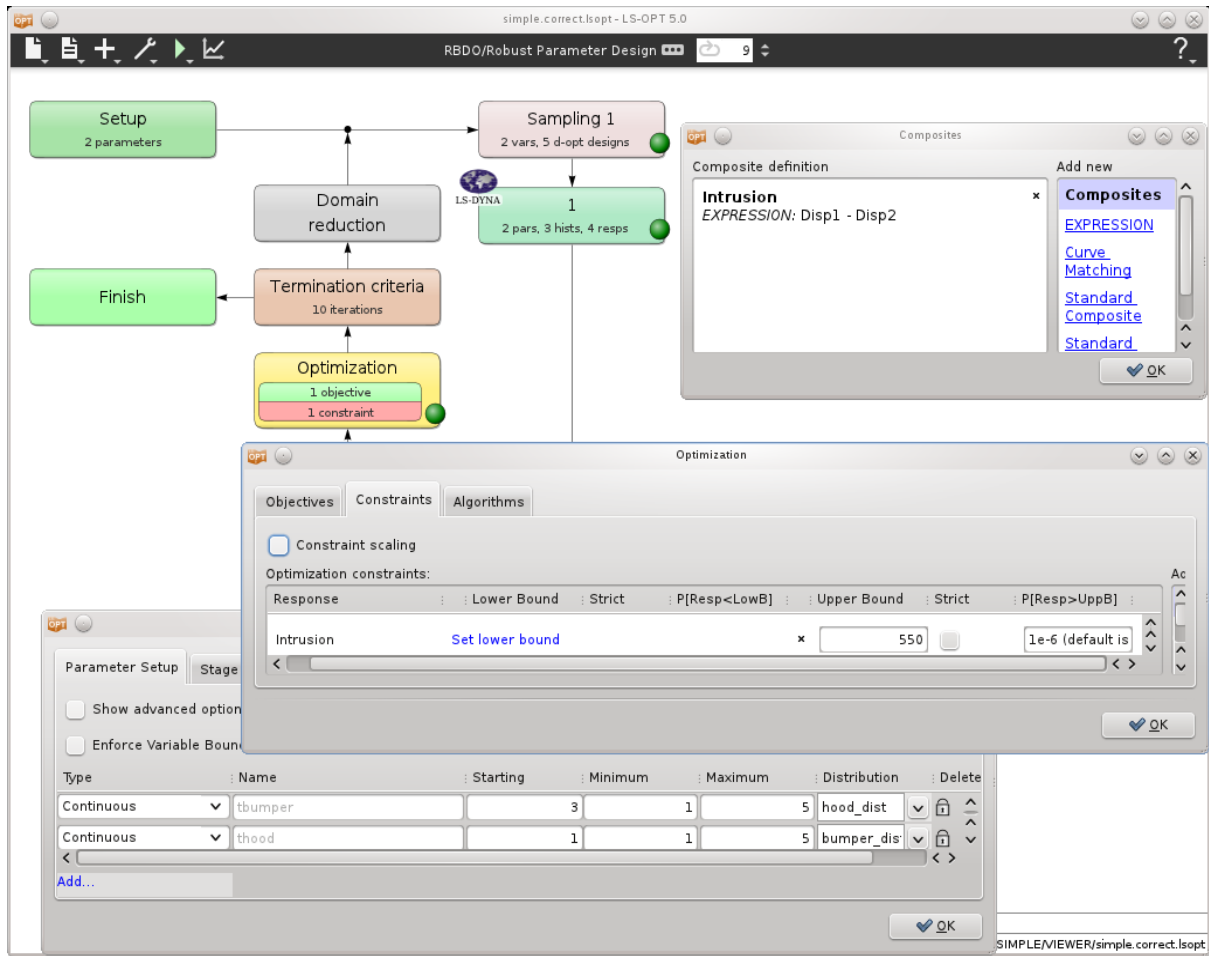 simple.correct.lsopt - LS-OPT 5.0
RBDO/Robust Parameter Design 9
?
Setup
2 parameters
Sampling 1
2 vars, 5 d-opt designs
LS-DYNA
1
2 pars, 3 hists, 4 resps
Domain
reduction
Finish
Termination criteria
10 iterations
Optimization
1 objective
1 constraint
OPT
Composites
Composite definition
Add new
Intrusion
EXPRESSION: Disp1 - Disp2
Composites
EXPRESSION
Curve
Matching
Standard
Composite
Standard
OK
OPT
Optimization
Objectives Constraints Algorithms
Constraint scaling
Optimization constraints:
Ac
Response Lower Bound Strict P[Resp<LowB] Upper Bound Strict P[Resp>UppB]
Intrusion Set lower bound 550 1e-6 (default is
OK
OPT
Parameter Setup Stage
Show advanced option
Enforce Variable Boun
Type Name Starting Minimum Maximum Distribution Delete
Continuous tbumper 3 1 5 hood_dist
Continuous thood 1 1 5 bumper_dis
Add...
OK
SIMPLE/VIEWER/simple.correct.lsopt